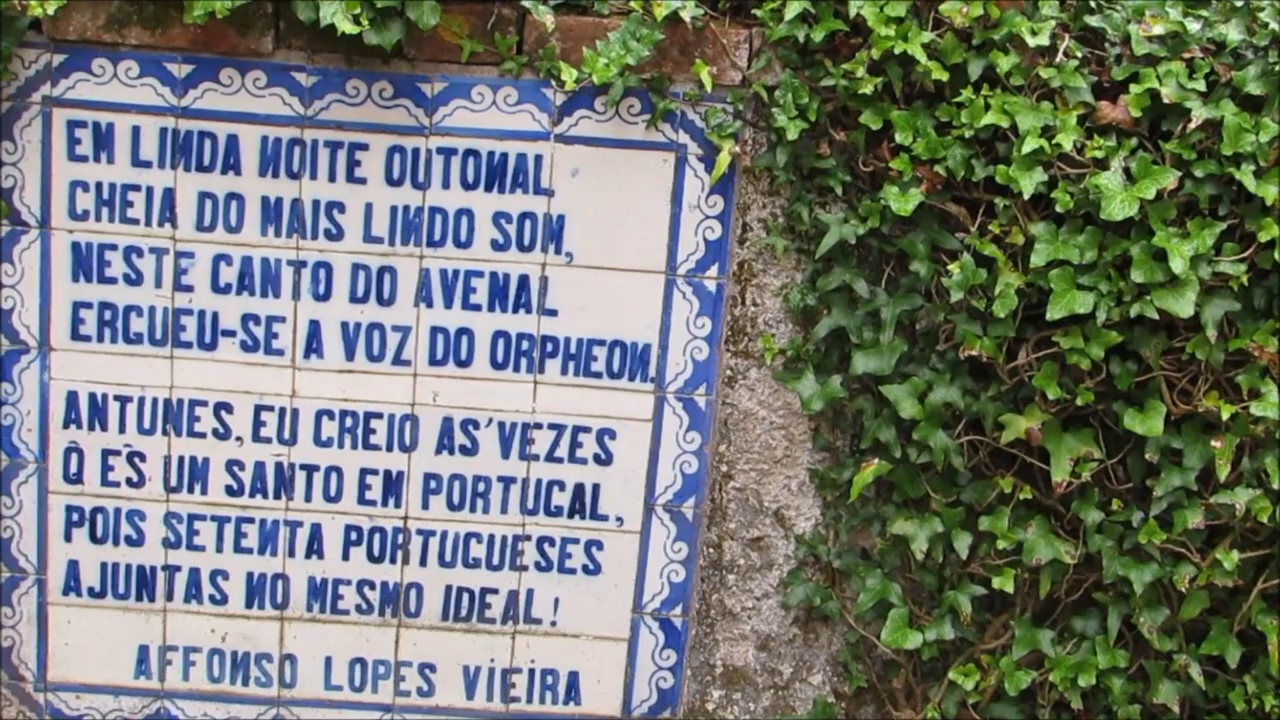 EM LINDA NOITE OUTONAL
CHEIA DO MAIS LINDO SOM,
NESTE CANTO DO AVENAL
ERGUEU-SE A VOZ DO ORPHEON.
ANTUNES, EU CREIO AS'VEZES
Q̀ ÉS UM SANTO EM PORTUGAL,
POIS SETENTA PORTUGUESES
AJUNTAS NO MESMO IDEAL!
AFFONSO LOPES VIEIRA